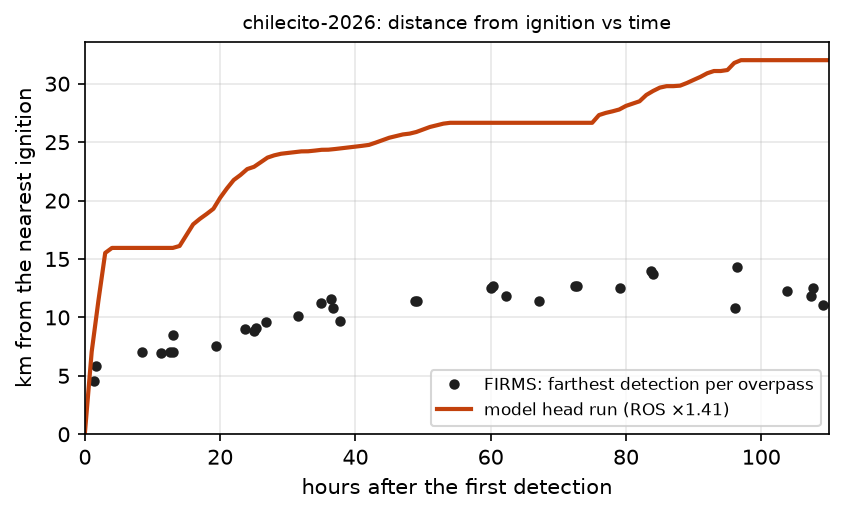 chilecito-2026: distance from ignition vs time
km from the nearest ignition
30
25
20
15
10
5
0
0 20 40 60 80 100
hours after the first detection
FIRMS: farthest detection per overpass
model head run (ROS ×1.41)